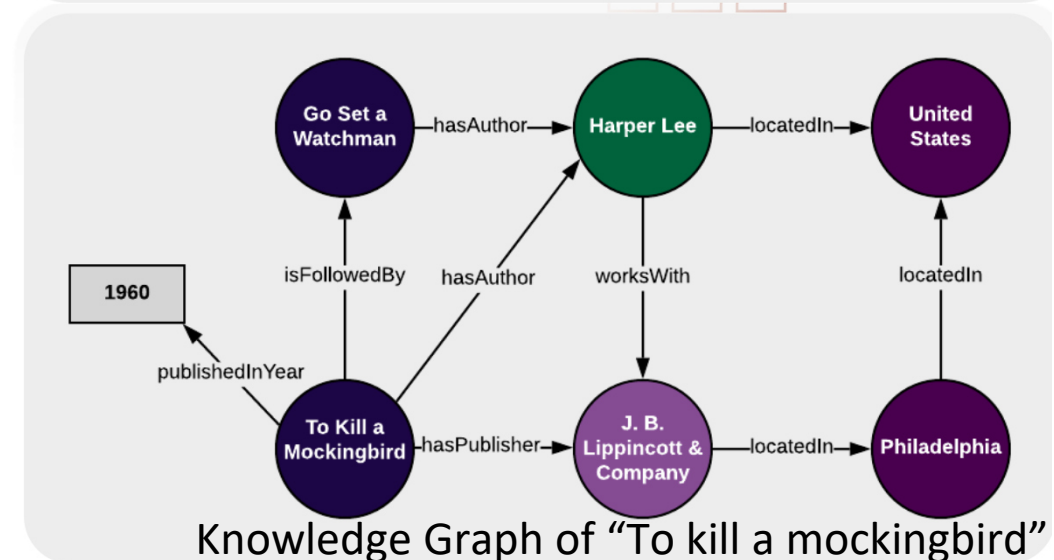 Go Set a
Watchman
hasAuthor
Harper Lee
locatedIn
United
States
isFollowedBy
hasAuthor
worksWith
locatedIn
1960
publishedInYear
To Kill a
Mockingbird
hasPublisher
J. B.
Lippincott &
Company
locatedIn
Philadelphia
Knowledge Graph of “To kill a mockingbird”